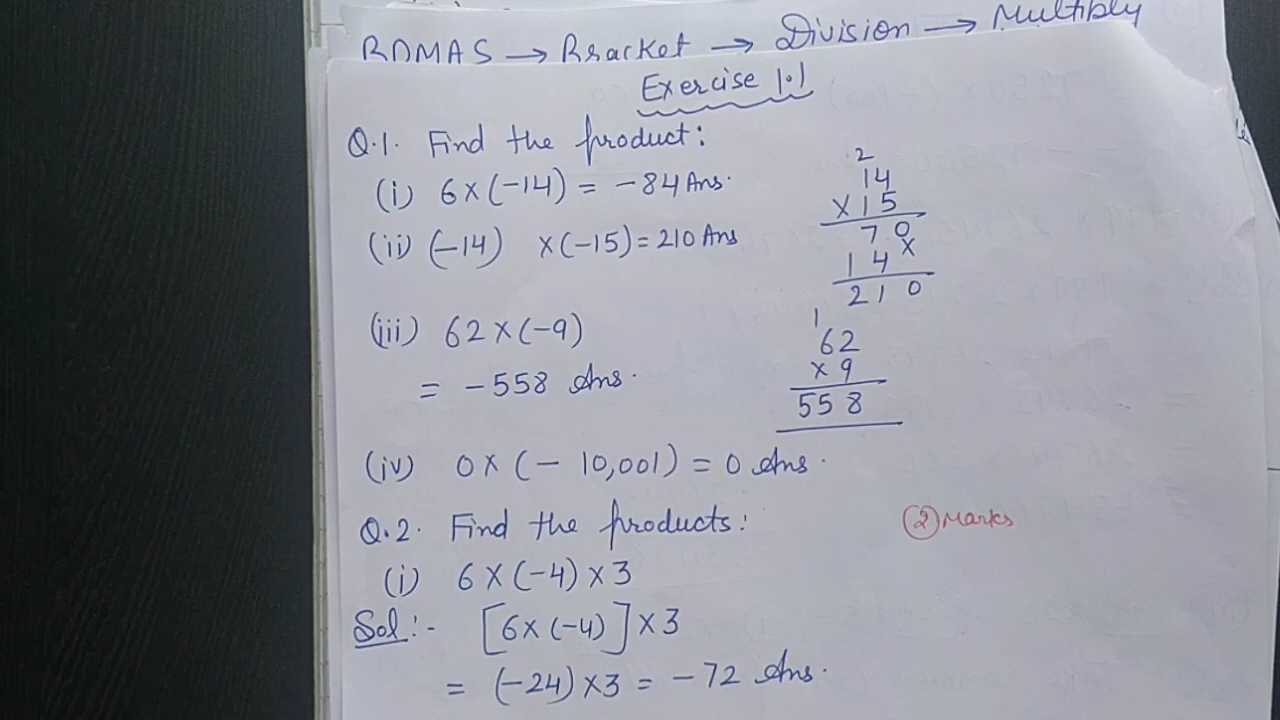 BDMAS → Bracket → Division → Multibly
Exercise 1.1
Q.1. Find the product:
(i) 6×(-14) = -84 Ans.
(ii) (-14) ×(-15)=210 Ans
2
14
×15
70
14×
210
(iii) 62×(-9)
= -558 Ans.
1
62
×9
558
(iv) 0×(- 10,001) = 0 Ans.
Q.2. Find the products:
② Marks
(i) 6×(-4)×3
Sol:- [6×(-4)]×3
= (-24)×3 = -72 Ans.